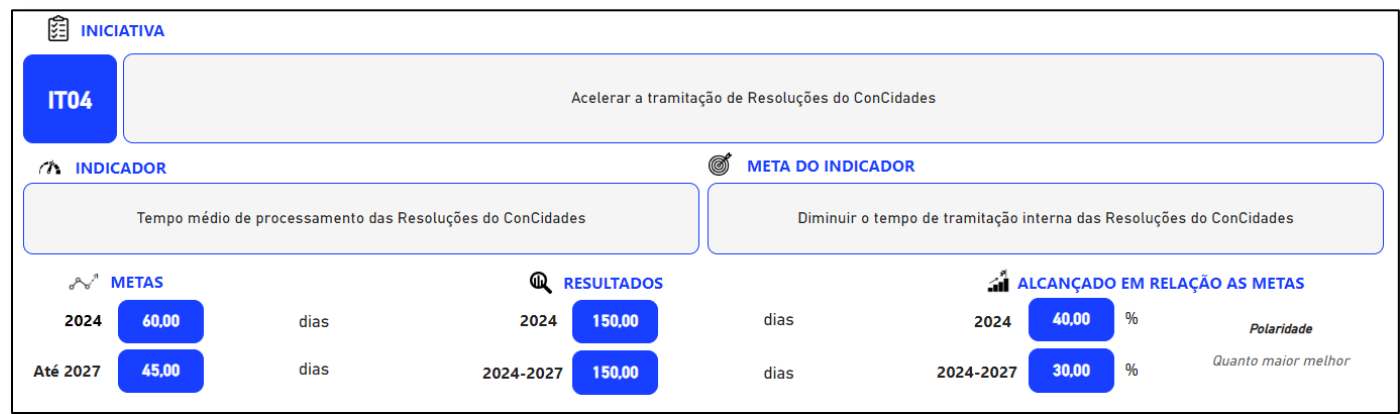 INICIATIVA
IT04
Acelerar a tramitação de Resoluções do ConCidades
INDICADOR
META DO INDICADOR
Tempo médio de processamento das Resoluções do ConCidades
Diminuir o tempo de tramitação interna das Resoluções do ConCidades
METAS
RESULTADOS
ALCANÇADO EM RELAÇÃO AS METAS
2024 60,00 dias 2024 150,00 dias 2024 40,00 % Polaridade
Até 2027 45,00 dias 2024-2027 150,00 dias 2024-2027 30,00 % Quanto maior melhor